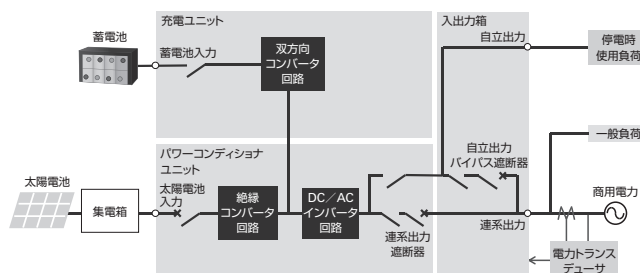 充電ユニット
入出力箱
蓄電池
蓄電池入力
双方向
コンバータ
回路
自立出力
停電時
使用負荷
パワーコンディショナ
ユニット
太陽電池
集電箱
太陽電池
入力
絶縁
コンバータ
回路
DC／AC
インバータ
回路
連系出力
遮断器
自立出力
バイパス遮断器
連系出力
一般負荷
商用電力
電力トランス
デューサ